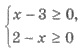 x − 3 ≥ 0,
2 − x ≥ 0